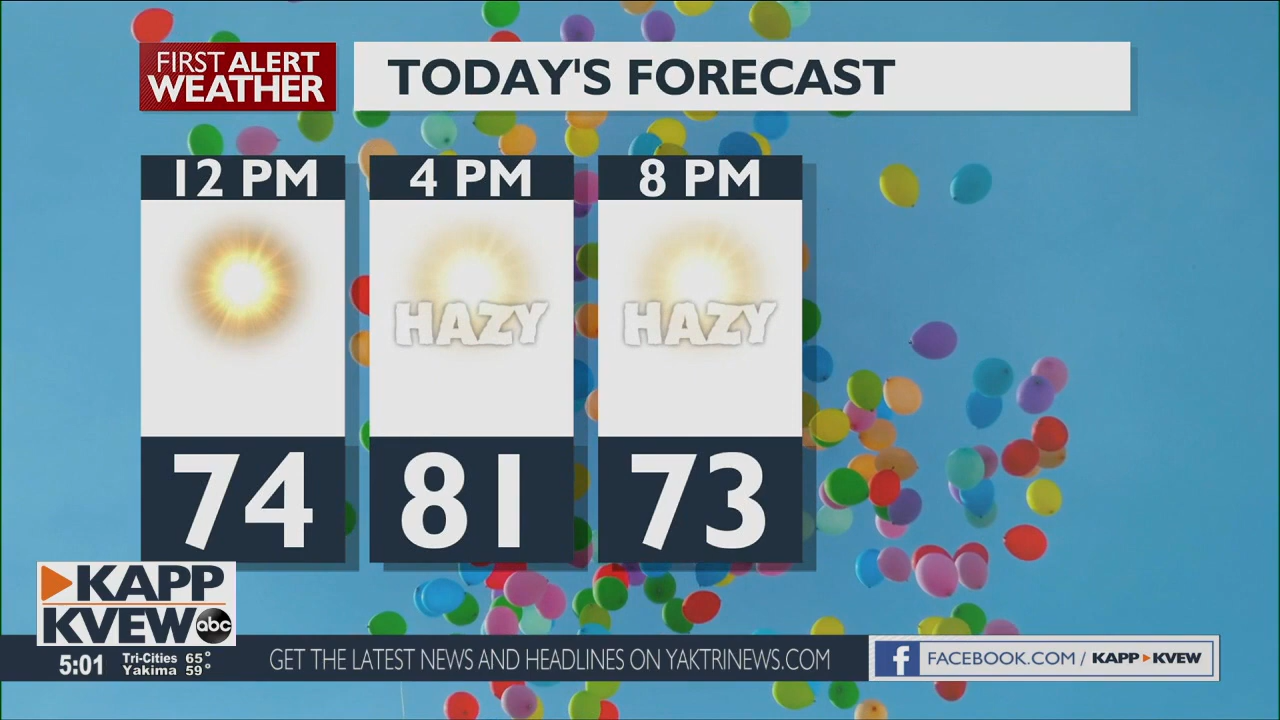 FIRST ALERT
WEATHER
TODAY'S FORECAST
12 PM
4 PM
8 PM
HAZY
HAZY
74
81
73
KAPP
KVEW abc
5:01
Tri-Cities 65°
Yakima 59°
GET THE LATEST NEWS AND HEADLINES ON YAKTRINEWS.COM
f FACEBOOK.COM / KAPP KVEW